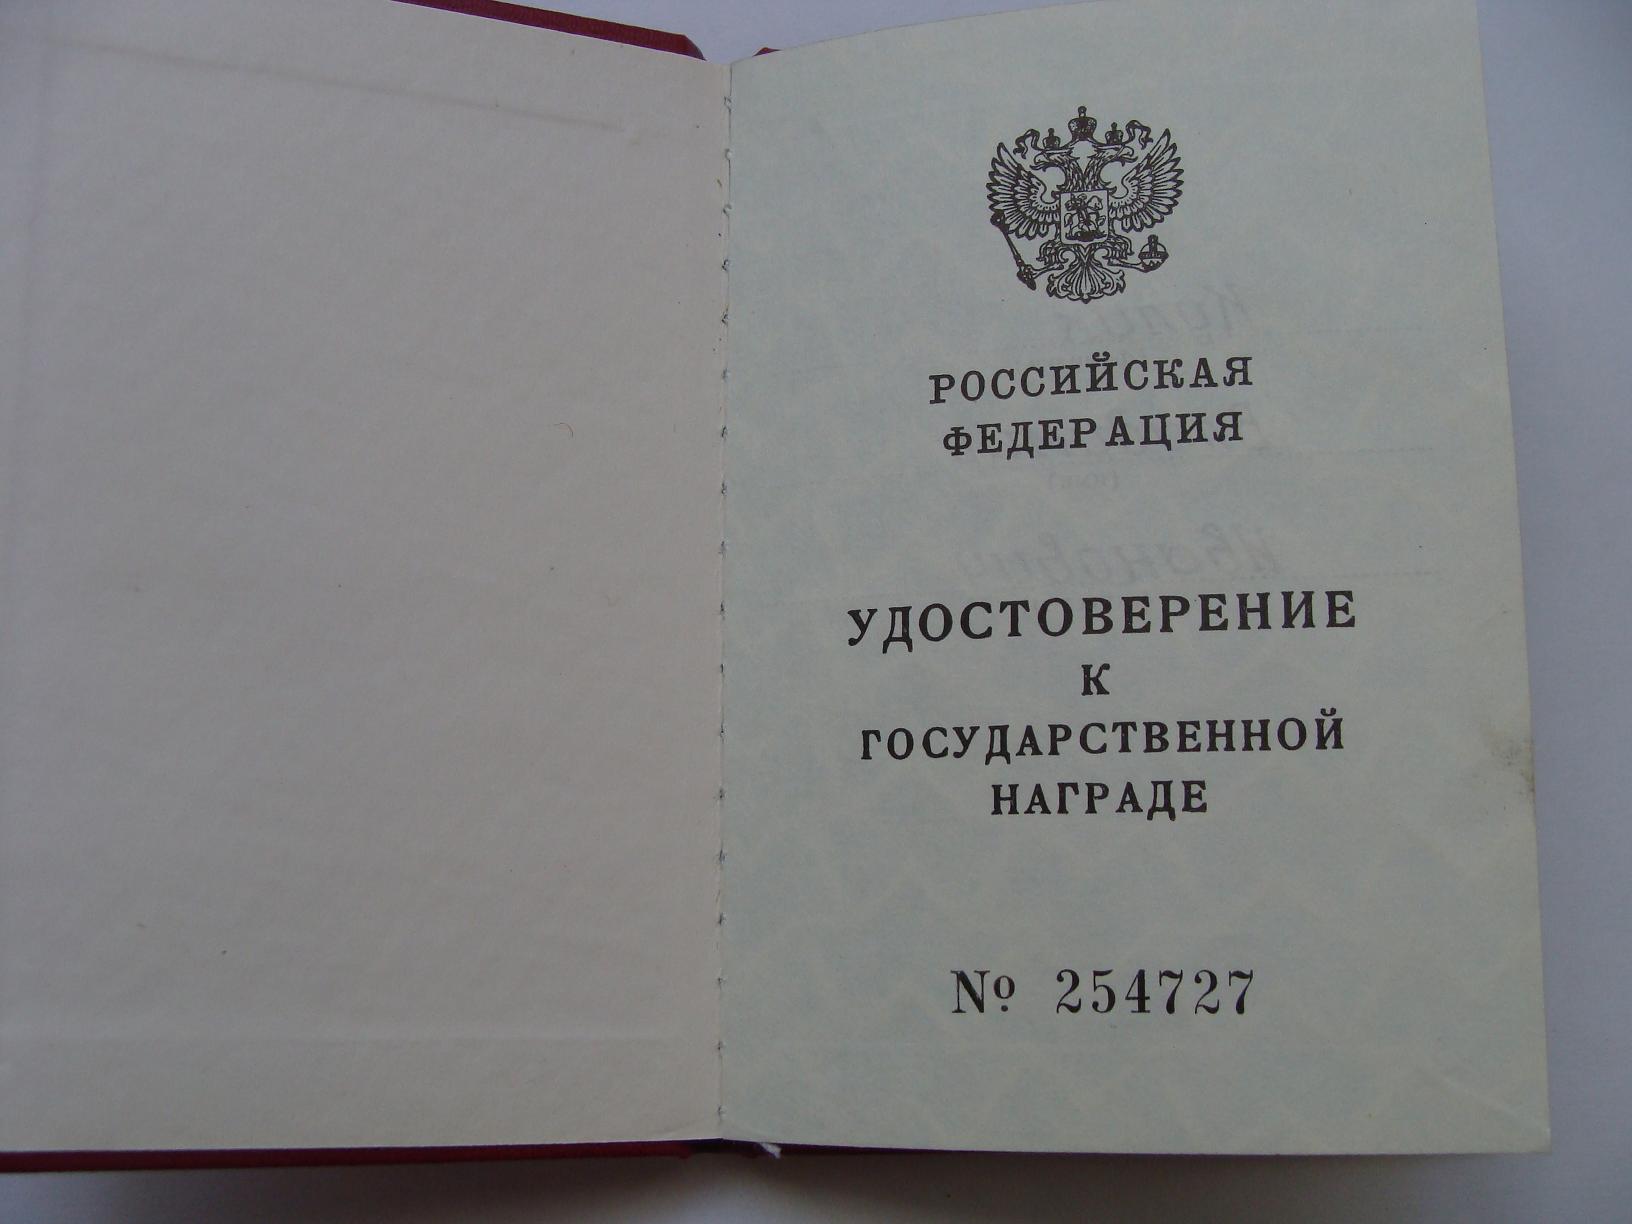 РОССИЙСКАЯ
ФЕДЕРАЦИЯ
УДОСТОВЕРЕНИЕ
К
ГОСУДАРСТВЕННОЙ
НАГРАДЕ
№ 254727